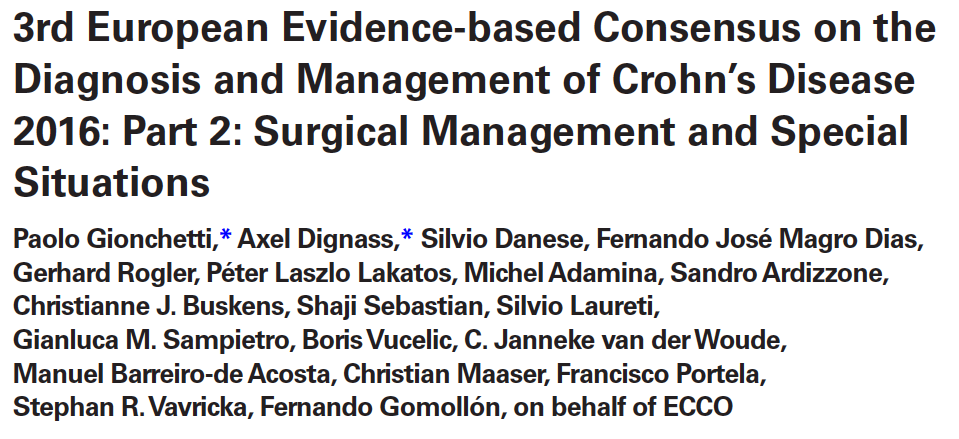 3rd European Evidence-based Consensus on the
Diagnosis and Management of Crohn’s Disease
2016: Part 2: Surgical Management and Special
Situations
Paolo Gionchetti,* Axel Dignass,* Silvio Danese, Fernando José Magro Dias,
Gerhard Rogler, Péter Laszlo Lakatos, Michel Adamina, Sandro Ardizzone,
Christianne J. Buskens, Shaji Sebastian, Silvio Laureti,
Gianluca M. Sampietro, Boris Vucelic, C. Janneke van der Woude,
Manuel Barreiro-de Acosta, Christian Maaser, Francisco Portela,
Stephan R. Vavricka, Fernando Gomollón, on behalf of ECCO